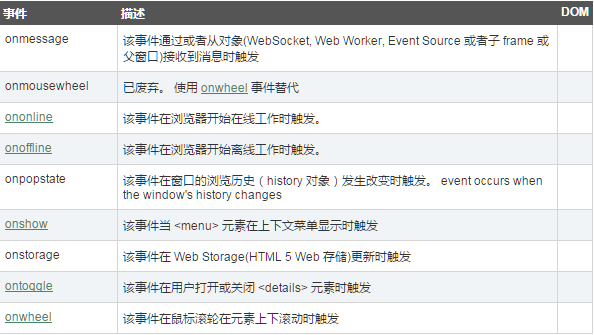 事件 描述 DOM
onmessage 该事件通过或者从对象(WebSocket, Web Worker, Event Source 或者子 frame 或
父窗口)接收到消息时触发
onmousewheel 已废弃。 使用 onwheel 事件替代
ononline 该事件在浏览器开始在线工作时触发。
onoffline 该事件在浏览器开始离线工作时触发。
onpopstate 该事件在窗口的浏览历史（history 对象）发生改变时触发。 event occurs when
the window's history changes
onshow 该事件当 <menu> 元素在上下文菜单显示时触发
onstorage 该事件在 Web Storage(HTML 5 Web 存储)更新时触发
ontoggle 该事件在用户打开或关闭 <details> 元素时触发
onwheel 该事件在鼠标滚轮在元素上下滚动时触发